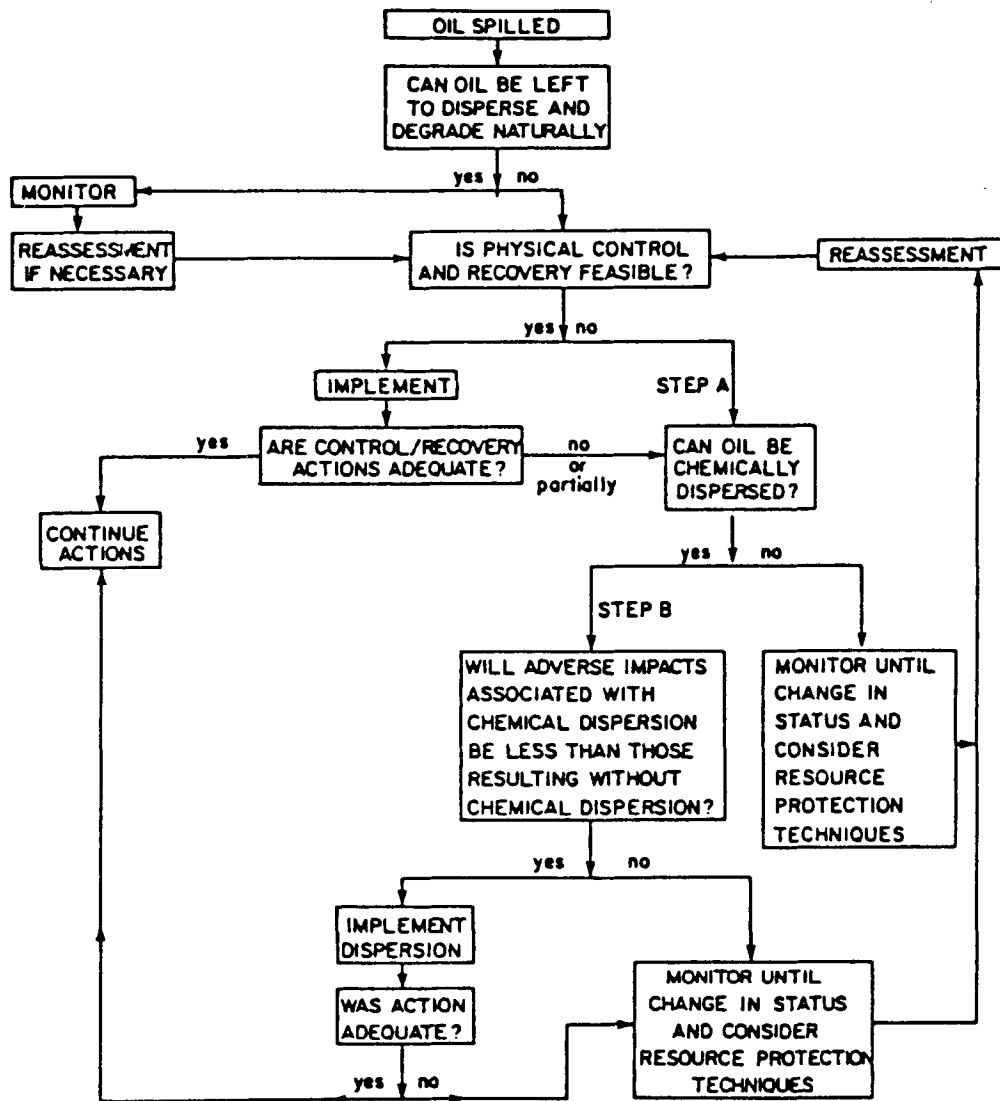 OIL SPILLED
CAN OIL BE LEFT
TO DISPERSE AND
DEGRADE NATURALLY
yes no
MONITOR
REASSESSMENT
IF NECESSARY
IS PHYSICAL CONTROL
AND RECOVERY FEASIBLE?
REASSESSMENT
yes no
IMPLEMENT
STEP A
yes
ARE CONTROL/RECOVERY
ACTIONS ADEQUATE?
no
or
partially
CAN OIL BE
CHEMICALLY
DISPERSED?
CONTINUE
ACTIONS
yes no
STEP B
WILL ADVERSE IMPACTS
ASSOCIATED WITH
CHEMICAL DISPERSION
BE LESS THAN THOSE
RESULTING WITHOUT
CHEMICAL DISPERSION?
MONITOR UNTIL
CHANGE IN
STATUS AND
CONSIDER
RESOURCE
PROTECTION
TECHNIQUES
yes no
IMPLEMENT
DISPERSION
WAS ACTION
ADEQUATE?
MONITOR UNTIL
CHANGE IN STATUS
AND CONSIDER
RESOURCE PROTECTION
TECHNIQUES
yes no